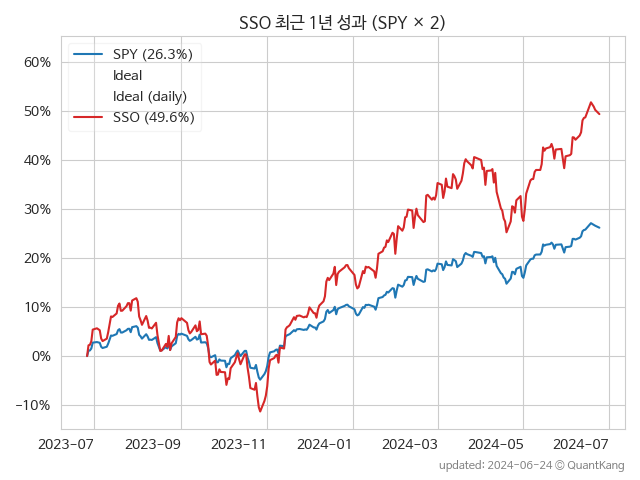 SSO 최근 1년 성과 (SPY × 2)
SPY (26.3%)
Ideal
Ideal (daily)
SSO (49.6%)
60%
50%
40%
30%
20%
10%
0%
−10%
2023-07 2023-09 2023-11 2024-01 2024-03 2024-05 2024-07
updated: 2024-06-24 © QuantKang